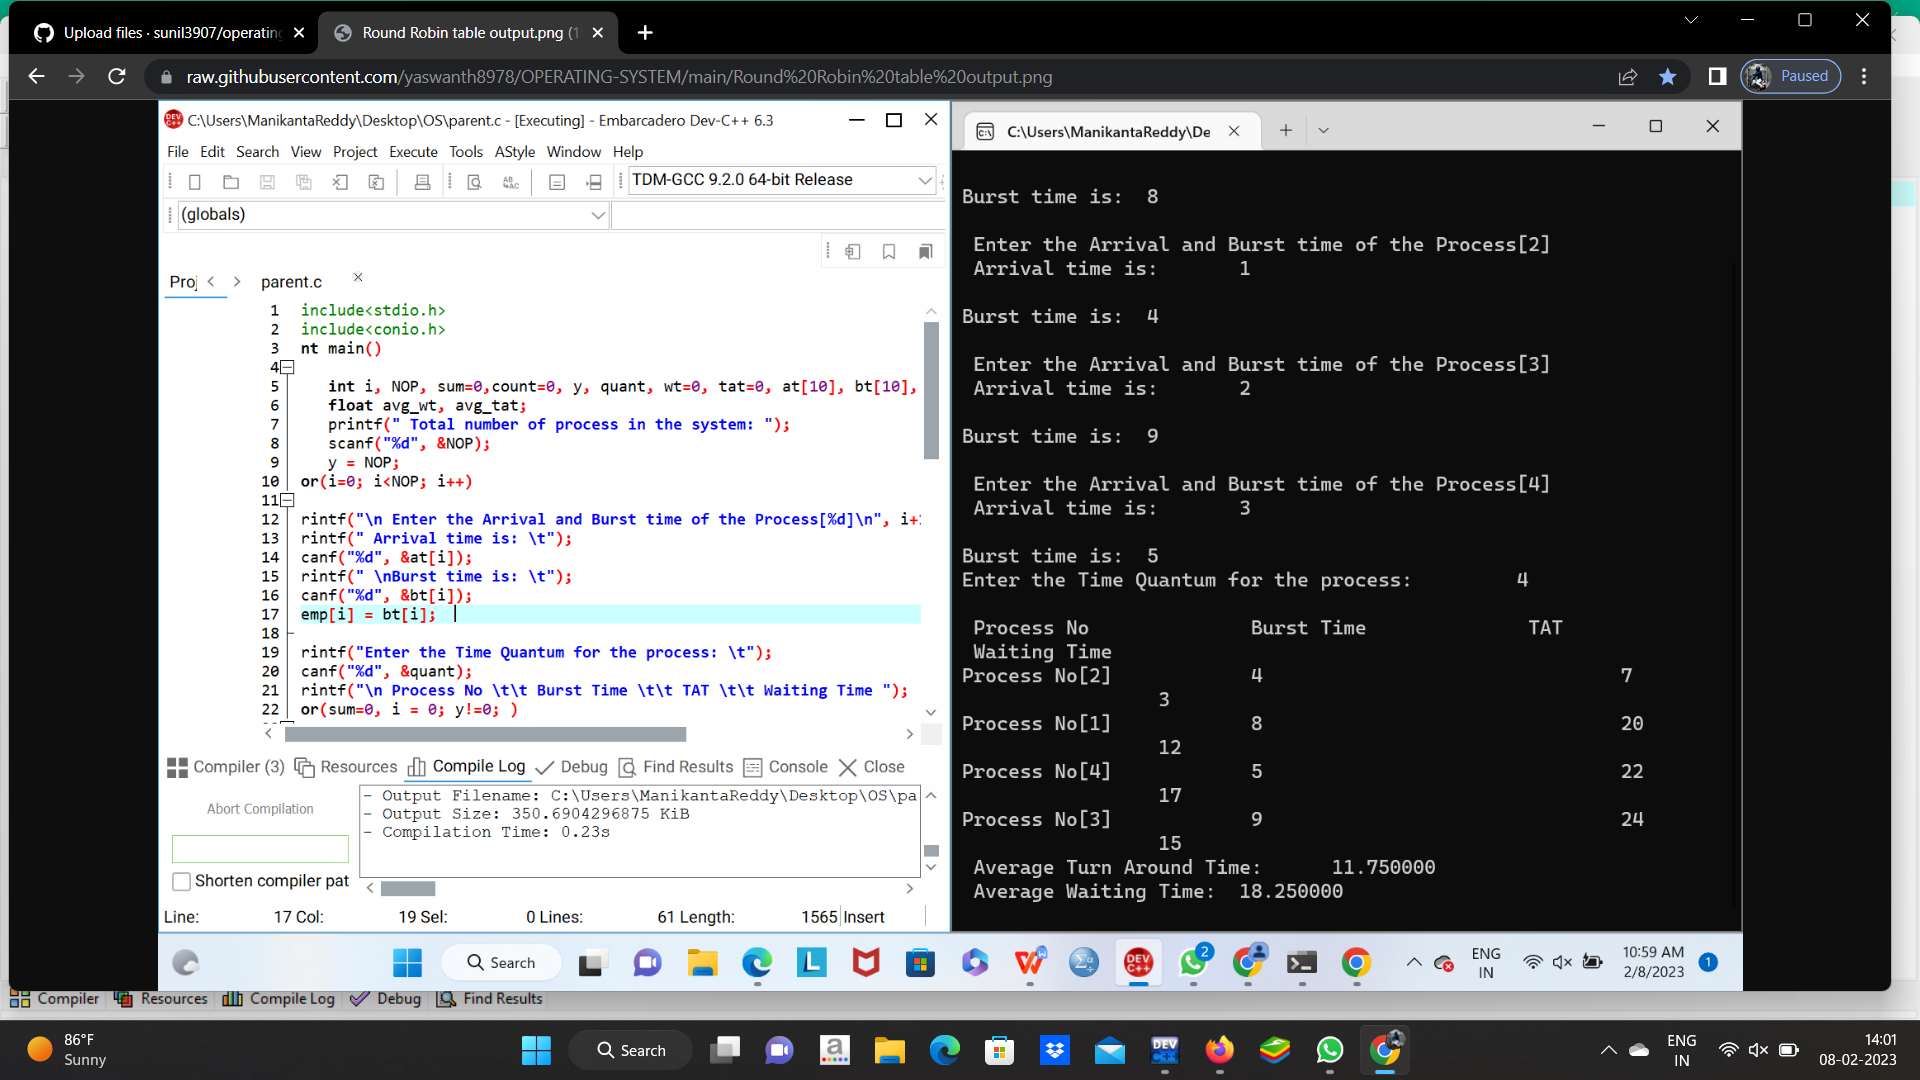 Upload files · sunil3907/operating
Round Robin table output.png (1
raw.githubusercontent.com/yaswanth8978/OPERATING-SYSTEM/main/Round%20Robin%20table%20output.png
Paused
DEV C++ C:\Users\ManikantaReddy\Desktop\OS\parent.c - [Executing] - Embarcadero Dev-C++ 6.3
File Edit Search View Project Execute Tools AStyle Window Help
TDM-GCC 9.2.0 64-bit Release
(globals)
Proj parent.c
1 include<stdio.h>
2 include<conio.h>
3 nt main()
4
5 int i, NOP, sum=0,count=0, y, quant, wt=0, tat=0, at[10], bt[10],
6 float avg_wt, avg_tat;
7 printf(" Total number of process in the system: ");
8 scanf("%d", &NOP);
9 y = NOP;
10 or(i=0; i<NOP; i++)
11
12 rintf("\n Enter the Arrival and Burst time of the Process[%d]\n", i+1
13 rintf(" Arrival time is: \t");
14 canf("%d", &at[i]);
15 rintf(" \nBurst time is: \t");
16 canf("%d", &bt[i]);
17 emp[i] = bt[i];
18
19 rintf("Enter the Time Quantum for the process: \t");
20 canf("%d", &quant);
21 rintf("\n Process No \t\t Burst Time \t\t TAT \t\t Waiting Time ");
22 or(sum=0, i = 0; y!=0; )
Compiler (3) Resources Compile Log Debug Find Results Console Close
Abort Compilation
Shorten compiler pat
- Output Filename: C:\Users\ManikantaReddy\Desktop\OS\pa
- Output Size: 350.6904296875 KiB
- Compilation Time: 0.23s
Line: 17 Col: 19 Sel: 0 Lines: 61 Length: 1565 Insert
C:\Users\ManikantaReddy\De
Burst time is: 8
Enter the Arrival and Burst time of the Process[2]
Arrival time is: 1
Burst time is: 4
Enter the Arrival and Burst time of the Process[3]
Arrival time is: 2
Burst time is: 9
Enter the Arrival and Burst time of the Process[4]
Arrival time is: 3
Burst time is: 5
Enter the Time Quantum for the process: 4
Process No Burst Time TAT
Waiting Time
Process No[2] 4 7
3
Process No[1] 8 20
12
Process No[4] 5 22
17
Process No[3] 9 24
15
Average Turn Around Time: 11.750000
Average Waiting Time: 18.250000
Search
DEV C++
2
ENG
IN
10:59 AM
2/8/2023
1
Compiler Resources Compile Log Debug Find Results
86°F
Sunny
Search
DEV C++
ENG
IN
14:01
08-02-2023